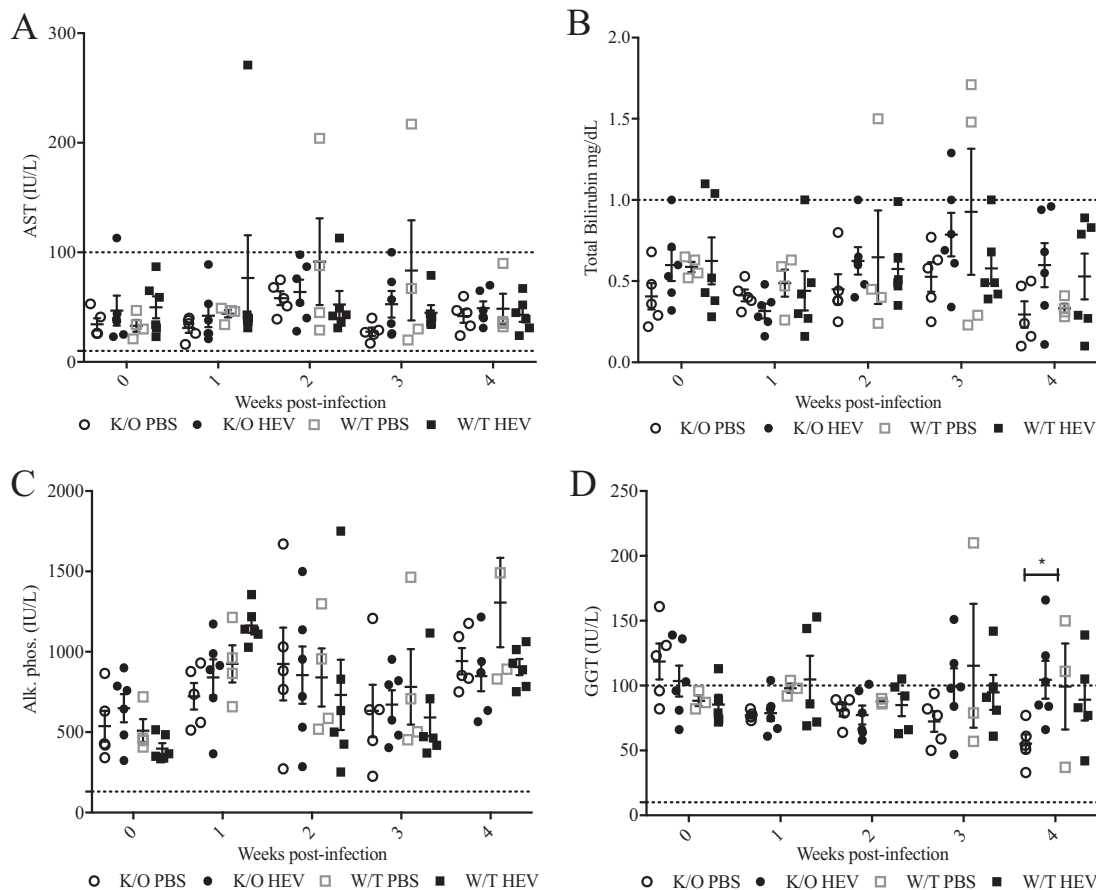 A
AST (IU/L)
300
200
100
0
0 1 2 3 4
Weeks post-infection
K/O PBS K/O HEV W/T PBS W/T HEV
B
Total Bilirubin mg/dL
2.0
1.5
1.0
0.5
0.0
0 1 2 3 4
Weeks post-infection
K/O PBS K/O HEV W/T PBS W/T HEV
C
Alk. phos. (IU/L)
2000
1500
1000
500
0
0 1 2 3 4
Weeks post-infection
K/O PBS K/O HEV W/T PBS W/T HEV
D
GGT (IU/L)
250
200
150
100
50
0
*
0 1 2 3 4
Weeks post-infection
K/O PBS K/O HEV W/T PBS W/T HEV